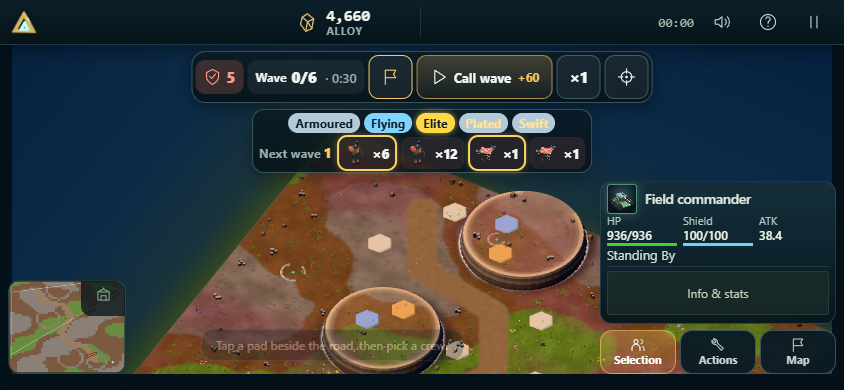 4,660
ALLOY
00:00
5
Wave 0/6 · 0:30
Call wave +60
×1
Armoured Flying Elite Plated Swift
Next wave 1 ×6 ×12 ×1 ×1
Field commander
HP Shield ATK
936/936 100/100 38.4
Standing By
Info & stats
Tap a pad beside the road, then pick a crew
Selection Actions Map